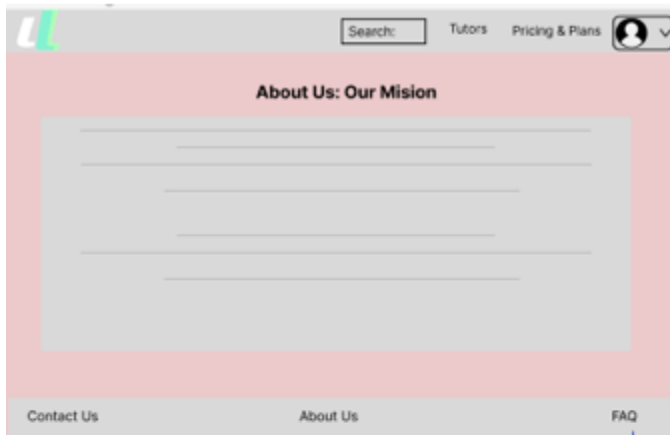 Search: Tutors Pricing & Plans
About Us: Our Mision
Contact Us About Us FAQ